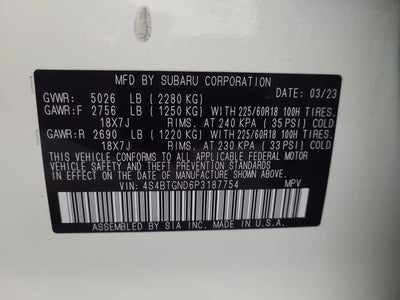 MFD BY SUBARU CORPORATION DATE: 03/23
GVWR: 5026 LB ( 2280 KG)
GAWR:F 2756 LB ( 1250 KG) WITH 225/60R18 100H TIRES.
18X7J RIMS. AT 240 KPA ( 35 PSI) COLD
GAWR:R 2690 LB ( 1220 KG) WITH 225/60R18 100H TIRES.
18X7J RIMS. AT 230 KPA ( 33 PSI) COLD
THIS VEHICLE CONFORMS TO ALL APPLICABLE FEDERAL MOTOR
VEHICLE SAFETY AND THEFT PREVENTION STANDARDS IN EFFECT
ON THE DATE OF MANUFACTURE SHOWN ABOVE.
VIN: 4S4BTGND6P3187754 MPV
ASSEMBLED BY SIA INC. MADE IN U.S.A.